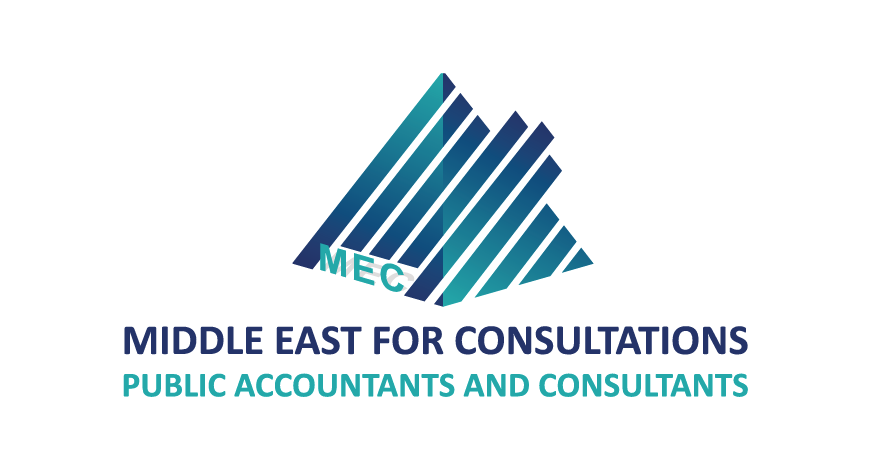 MEC
MIDDLE EAST FOR CONSULTATIONS
PUBLIC ACCOUNTANTS AND CONSULTANTS